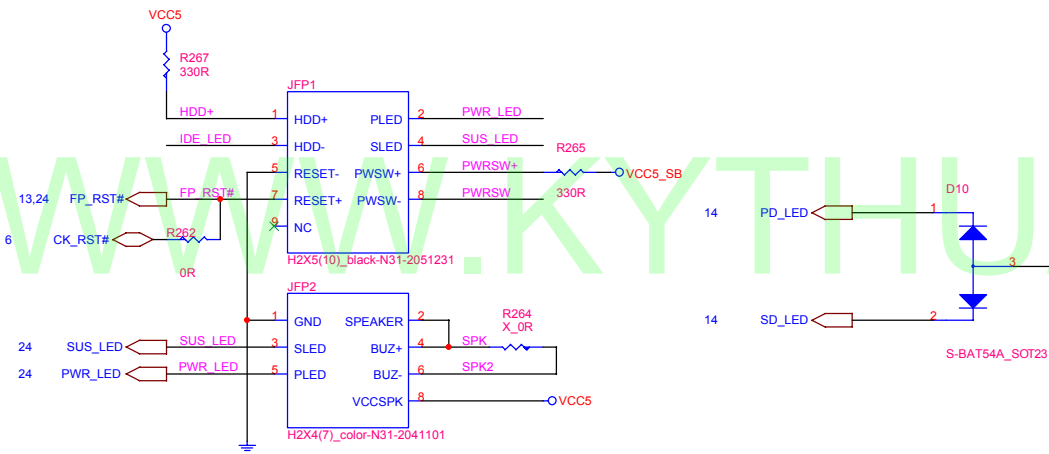 VCC5
R267
330R
JFP1
HDD+ 1 HDD+ PLED 2 PWR_LED
IDE_LED 3 HDD- SLED 4 SUS_LED
R265
5 RESET- PWSW+ 6 PWRSW+ VCC5_SB
330R
13,24 FP_RST# FP_RST# 7 RESET+ PWSW- 8 PWRSW
9 NC
6 CK_RST# R262
0R
H2X5(10)_black-N31-2051231
WWW.KYTHU
D10
14 PD_LED 1
3
14 SD_LED 2
S-BAT54A_SOT23
JFP2
R264
X_0R
1 GND SPEAKER 2
24 SUS_LED SUS_LED 3 SLED BUZ+ 4 SPK
24 PWR_LED PWR_LED 5 PLED BUZ- 6 SPK2
VCCSPK 8 VCC5
H2X4(7)_color-N31-2041101